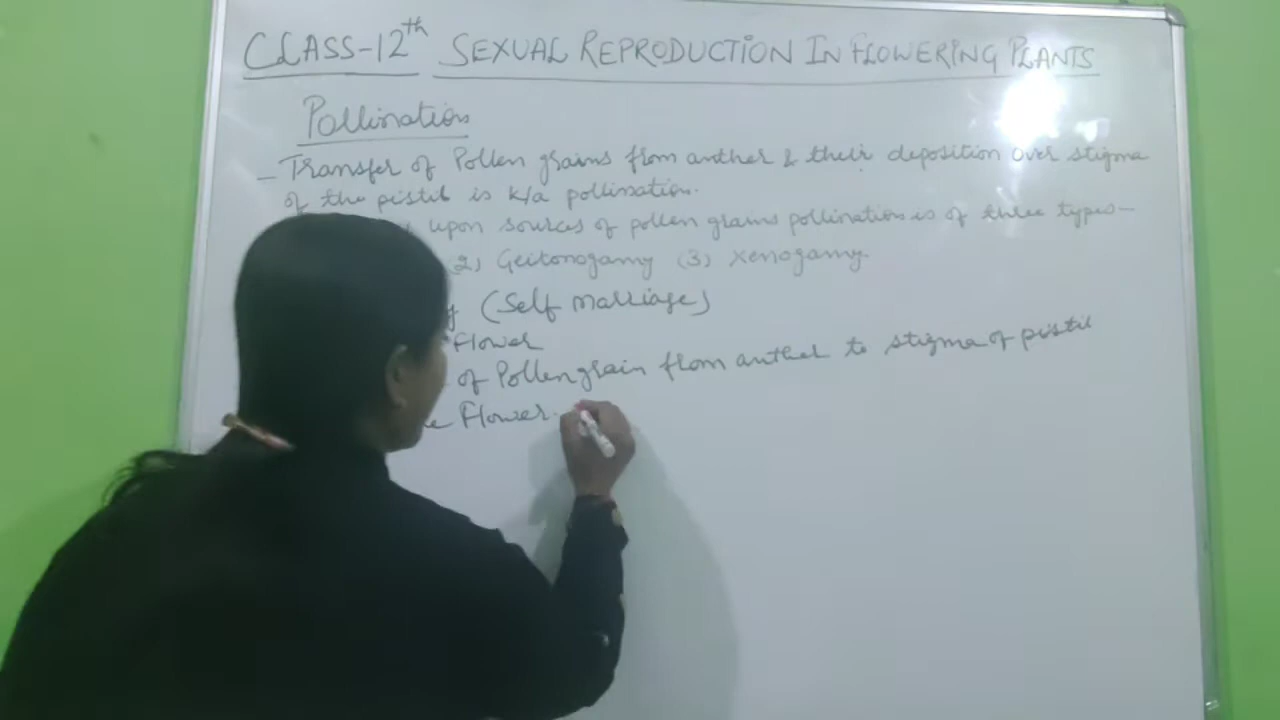 CLASS-12th SEXUAL REPRODUCTION IN FLOWERING PLANTS
Pollination
- Transfer of Pollen grains from anther & their deposition over stigma
of the pistil is k/a pollination.
upon sources of pollen grains pollination is of three types-
(2) Geitonogamy (3) Xenogamy
(Self Marriage)
Flower
of Pollengrain from anther to stigma of pistil
Flower.